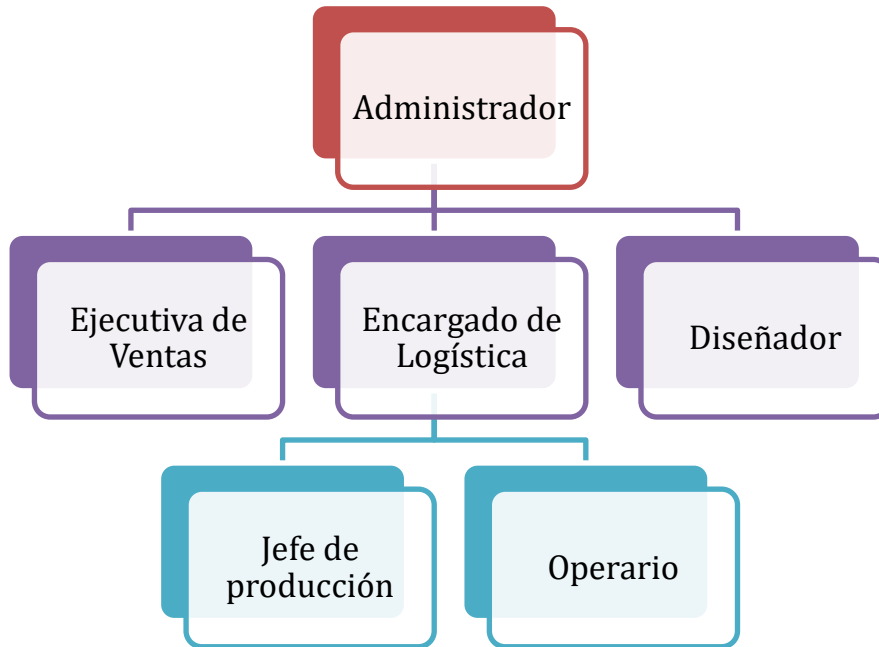 Administrador
Ejecutiva de
Ventas
Encargado de
Logística
Diseñador
Jefe de
producción
Operario